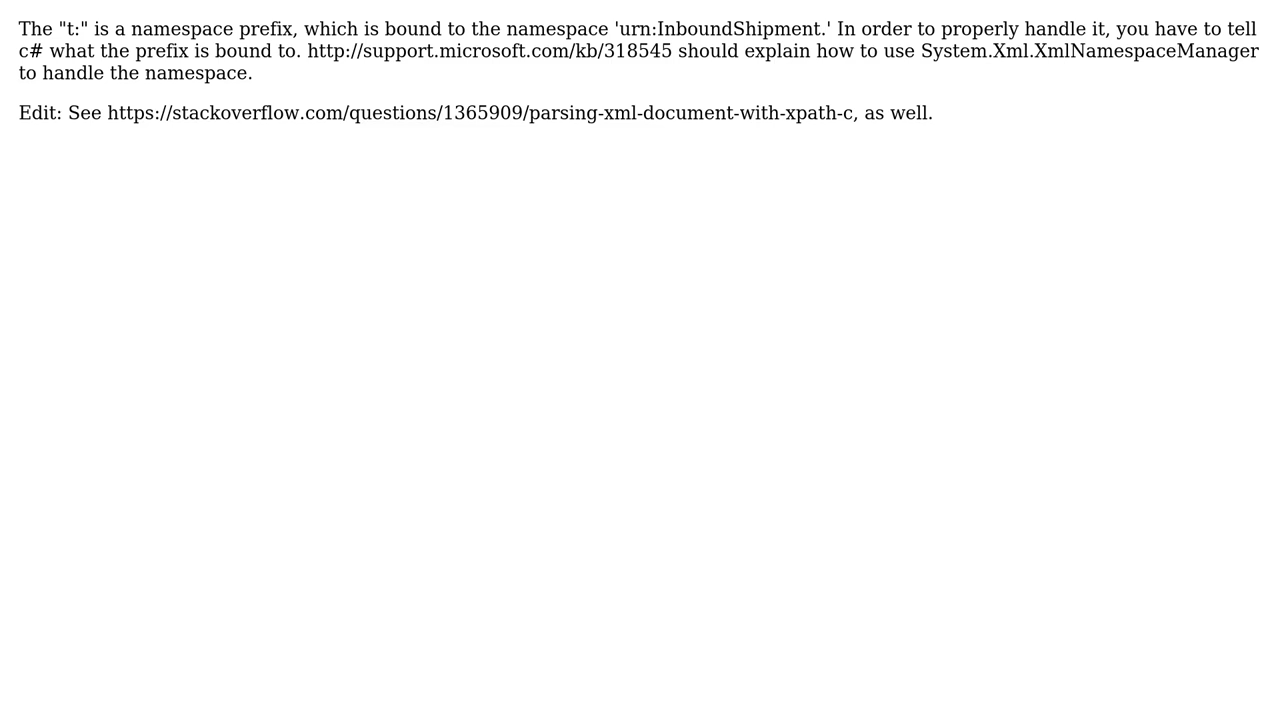 The "t:" is a namespace prefix, which is bound to the namespace 'urn:InboundShipment.' In order to properly handle it, you have to tell
c# what the prefix is bound to. http://support.microsoft.com/kb/318545 should explain how to use System.Xml.XmlNamespaceManager
to handle the namespace.
Edit: See https://stackoverflow.com/questions/1365909/parsing-xml-document-with-xpath-c, as well.